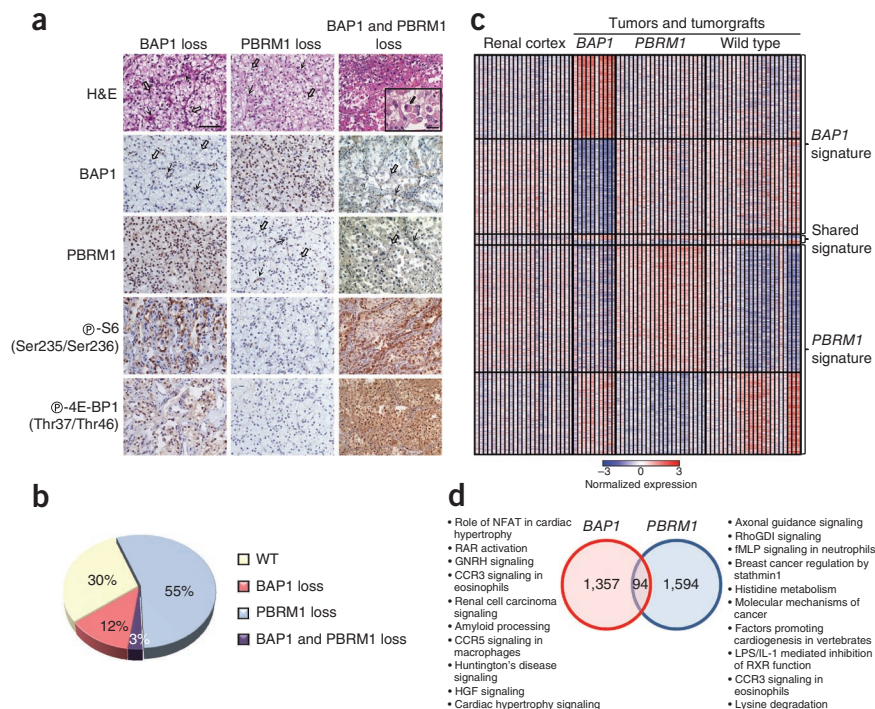 a
BAP1 loss
PBRM1 loss
BAP1 and PBRM1
loss
H&E
BAP1
PBRM1
Ⓟ-S6
(Ser235/Ser236)
Ⓟ-4E-BP1
(Thr37/Thr46)
b
30%
55%
12%
3%
WT
BAP1 loss
PBRM1 loss
BAP1 and PBRM1 loss
c
Tumors and tumorgrafts
Renal cortex
BAP1
PBRM1
Wild type
BAP1
signature
Shared
signature
PBRM1
signature
–3
3
Normalized expression
d
• Role of NFAT in cardiac
hypertrophy
• RAR activation
• GNRH signaling
• CCR3 signaling in
eosinophils
• Renal cell carcinoma
signaling
• Amyloid processing
• CCR5 signaling in
macrophages
• Huntington's disease
signaling
• HGF signaling
• Cardiac hypertrophy signaling
BAP1
PBRM1
1,357
94
1,594
• Axonal guidance signaling
• RhoGDI signaling
• fMLP signaling in neutrophils
• Breast cancer regulation by
stathmin1
• Histidine metabolism
• Molecular mechanisms of
cancer
• Factors promoting
cardiogenesis in vertebrates
• LPS/IL-1 mediated inhibition
of RXR function
• CCR3 signaling in
eosinophils
• Lysine degradation